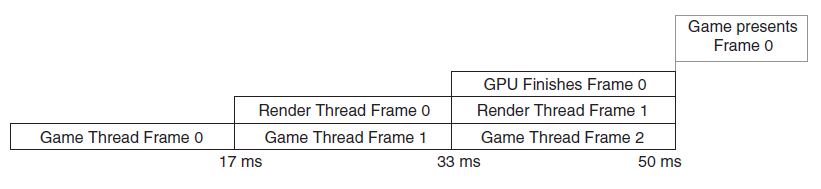 Game presents
Frame 0
GPU Finishes Frame 0
Render Thread Frame 0
Render Thread Frame 1
Game Thread Frame 0
Game Thread Frame 1
Game Thread Frame 2
17 ms
33 ms
50 ms